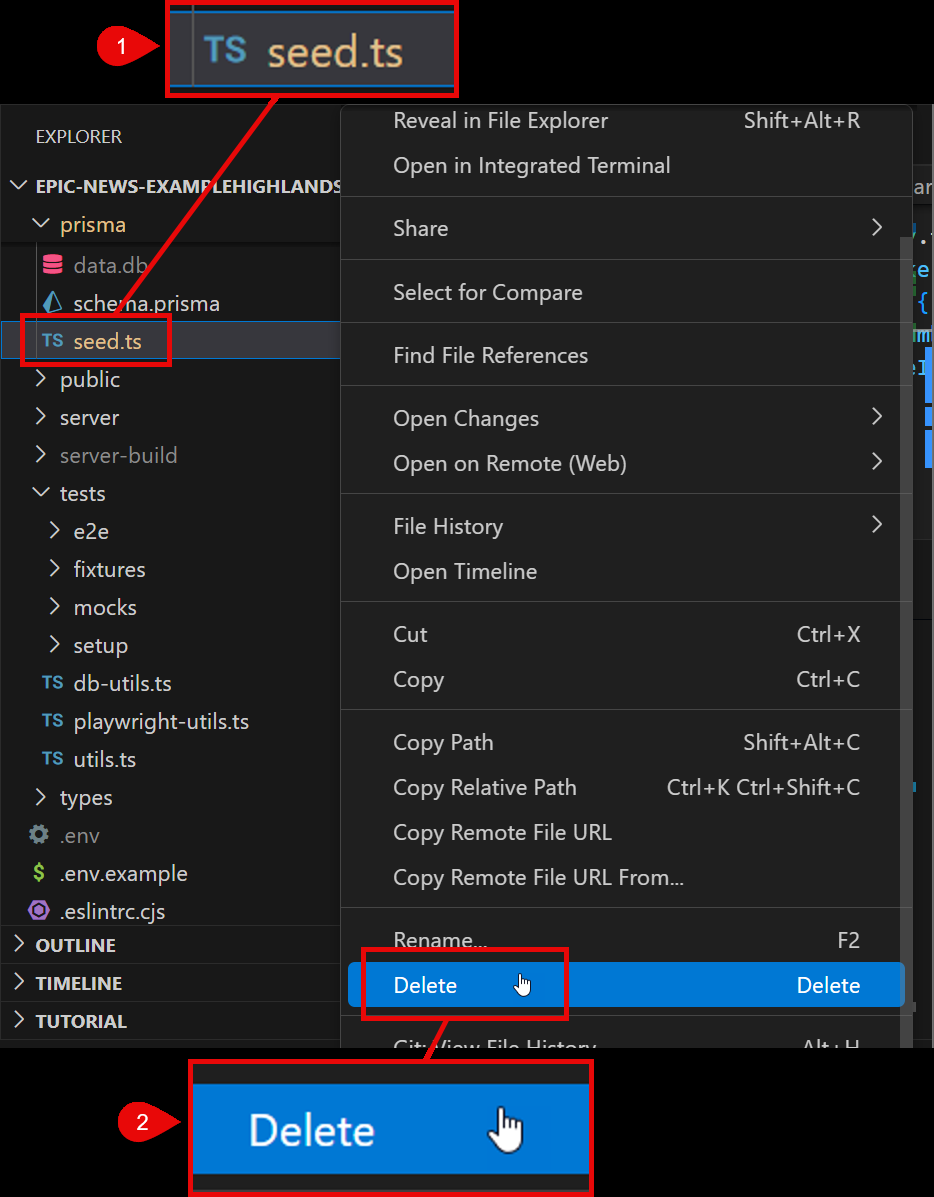 1
TS seed.ts
EXPLORER
EPIC-NEWS-EXAMPLEHIGHLANDS
prisma
data.db
schema.prisma
TS seed.ts
public
server
server-build
tests
e2e
fixtures
mocks
setup
TS db-utils.ts
TS playwright-utils.ts
TS utils.ts
types
.env
$ .env.example
.eslintrc.cjs
OUTLINE
TIMELINE
TUTORIAL
Reveal in File Explorer Shift+Alt+R
Open in Integrated Terminal
Share
Select for Compare
Find File References
Open Changes
Open on Remote (Web)
File History
Open Timeline
Cut Ctrl+X
Copy Ctrl+C
Copy Path Shift+Alt+C
Copy Relative Path Ctrl+K Ctrl+Shift+C
Copy Remote File URL
Copy Remote File URL From...
Rename... F2
Delete Delete
Git: View File History Alt+H
2
Delete